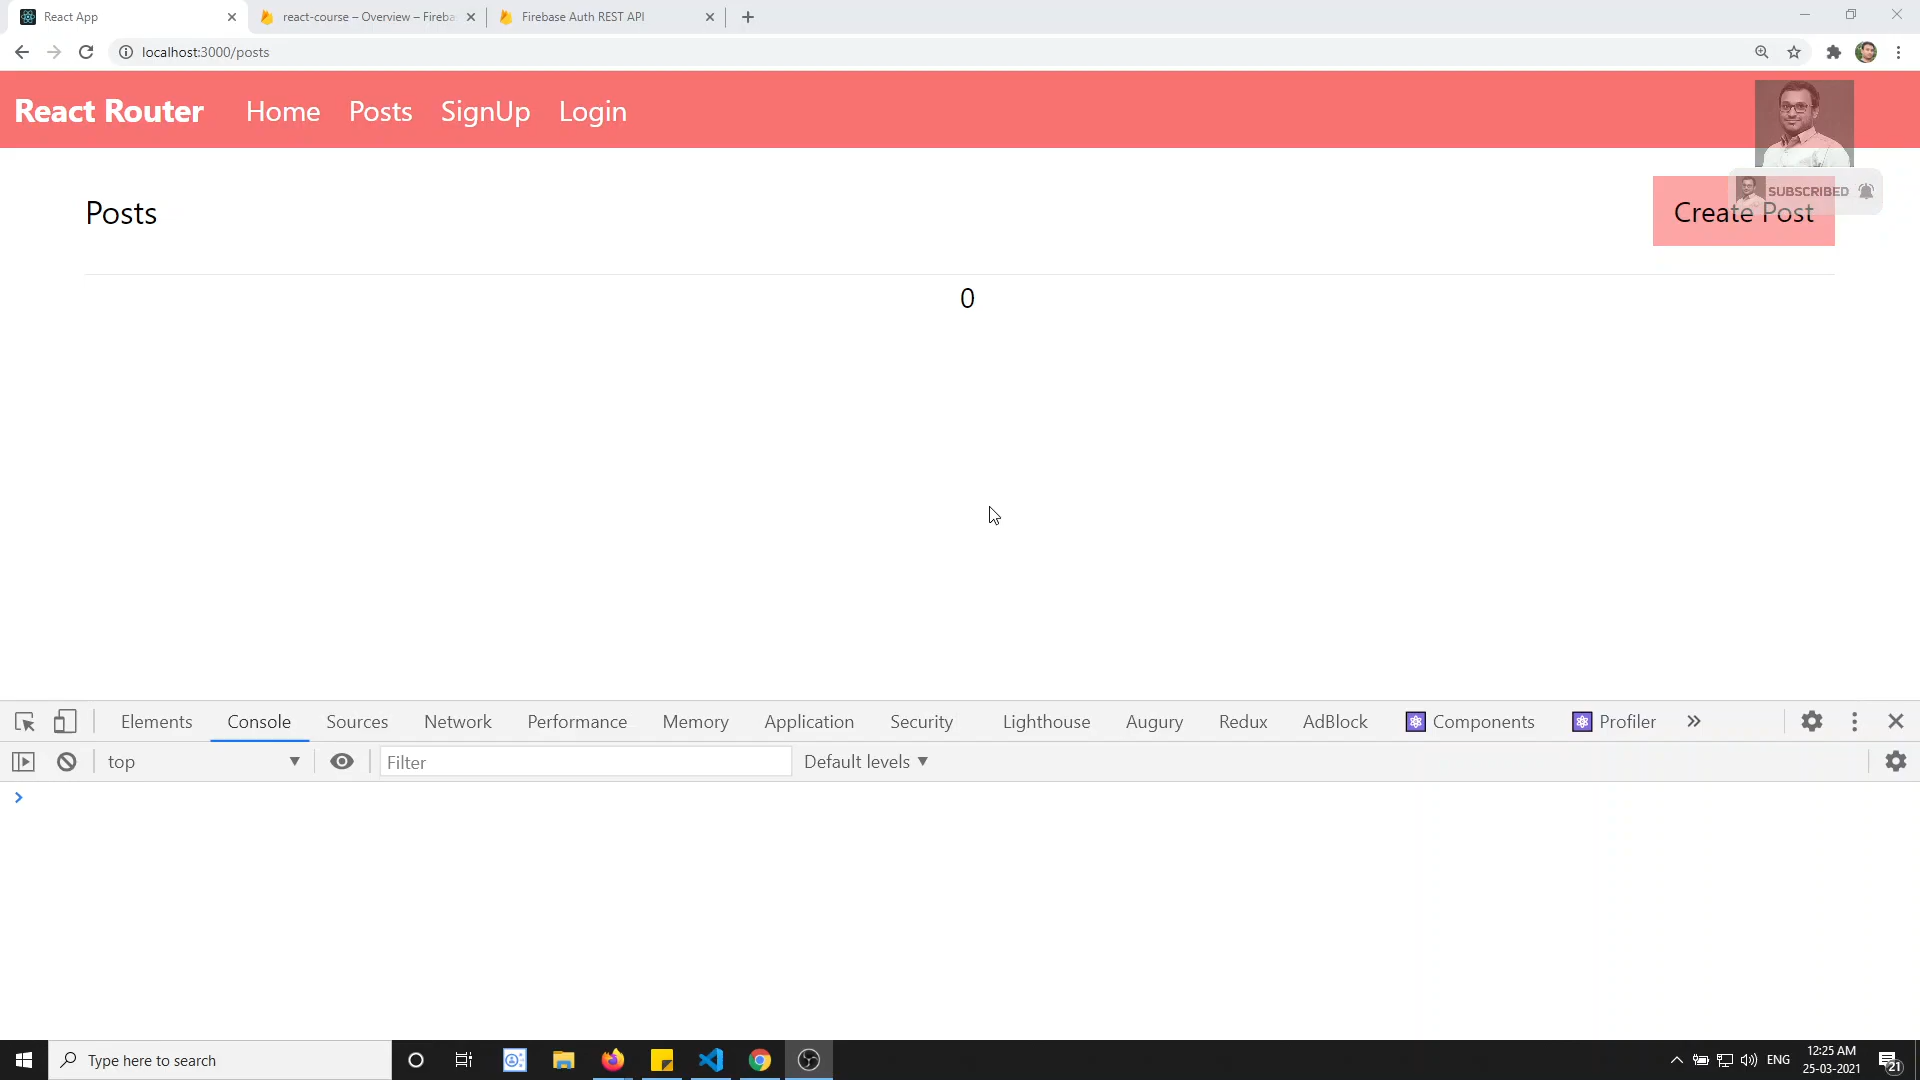 React App
react-course – Overview – Fireba
Firebase Auth REST API
localhost:3000/posts
React Router Home Posts SignUp Login
SUBSCRIBED
Posts
Create Post
0
Elements Console Sources Network Performance Memory Application Security Lighthouse Augury Redux AdBlock Components Profiler »
top
Filter
Default levels
Type here to search
ENG
12:25 AM
25-03-2021
21